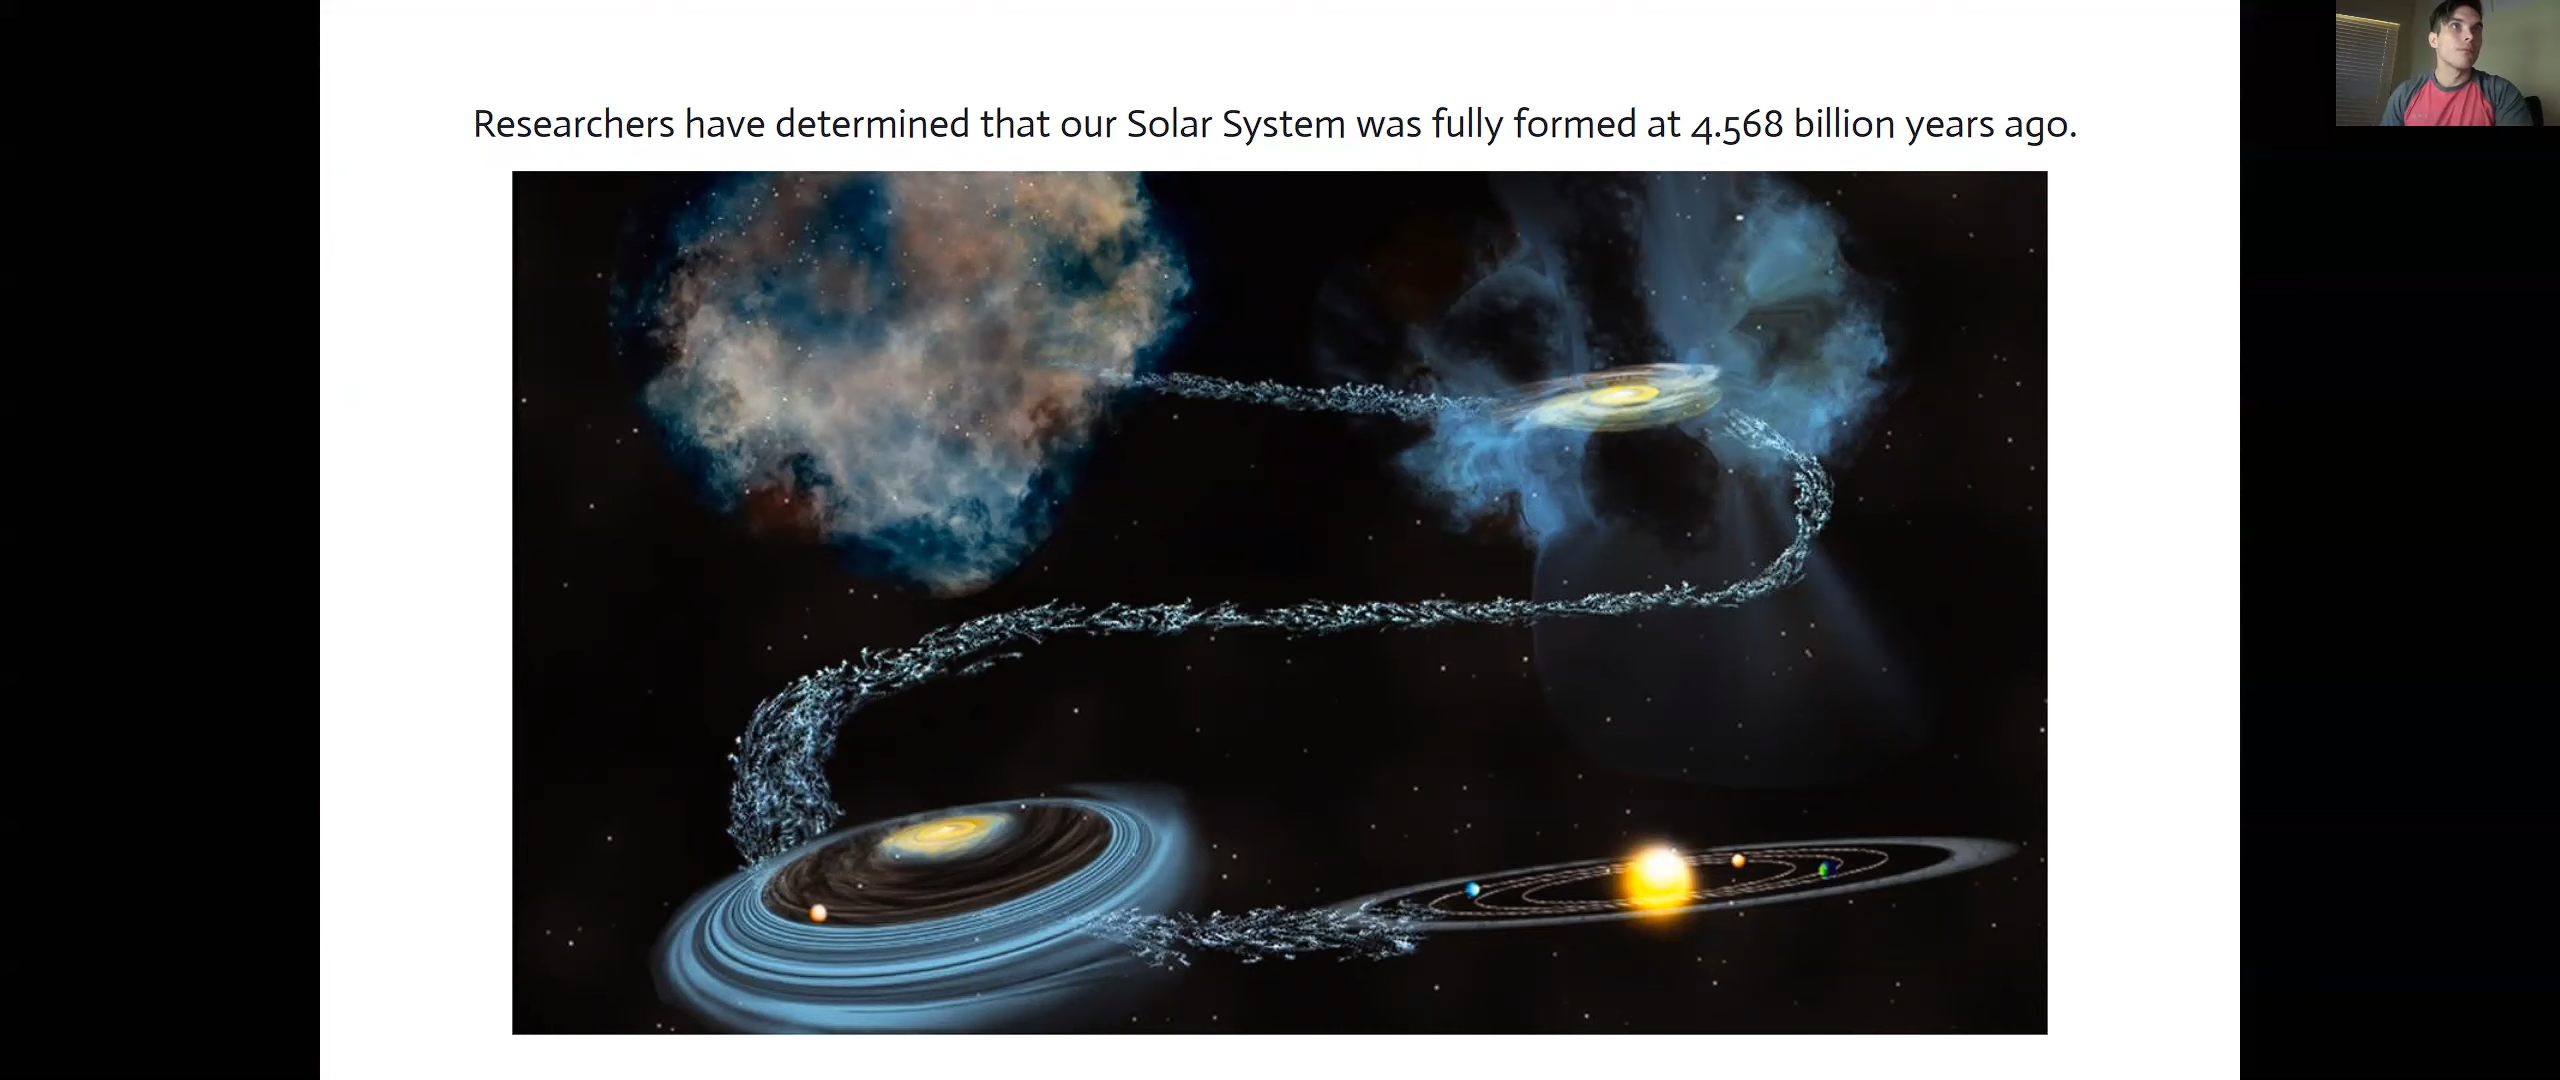 Researchers have determined that our Solar System was fully formed at 4.568 billion years ago.